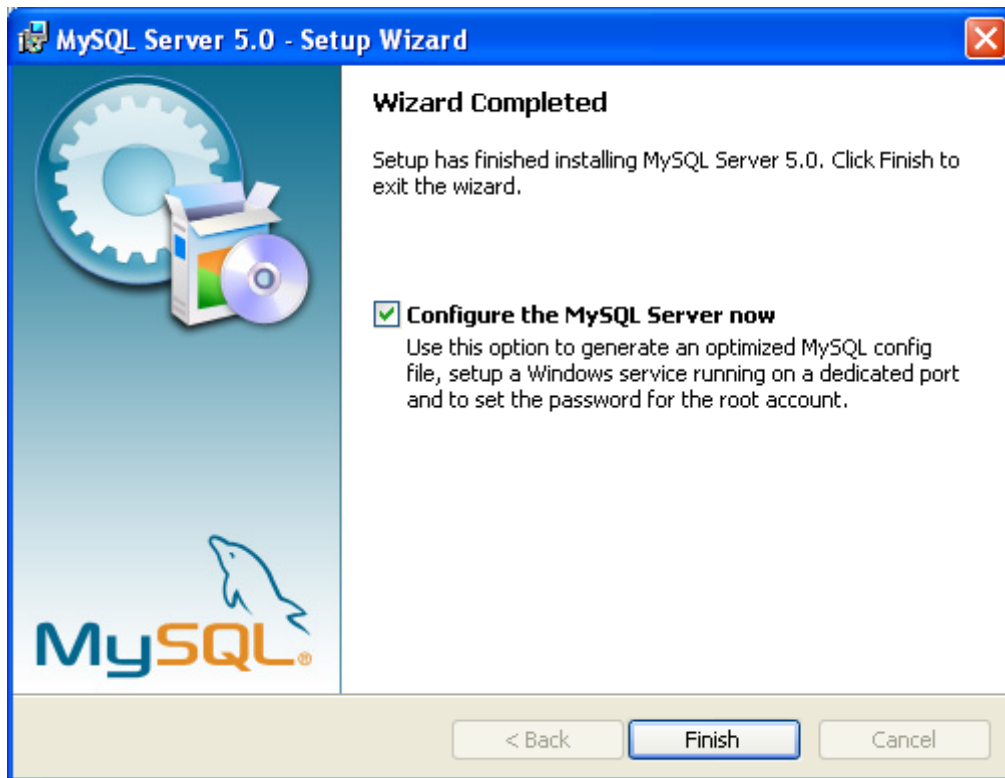 MySQL Server 5.0 - Setup Wizard
Wizard Completed
Setup has finished installing MySQL Server 5.0. Click Finish to
exit the wizard.
Configure the MySQL Server now
Use this option to generate an optimized MySQL config
file, setup a Windows service running on a dedicated port
and to set the password for the root account.
MySQL®
< Back
Finish
Cancel